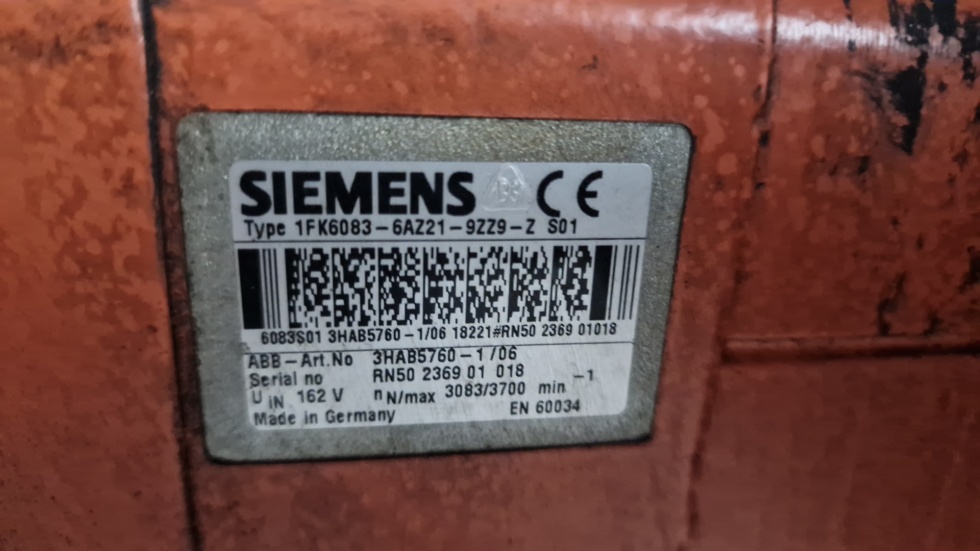 SIEMENS CE
Type 1FK6083-6AZ21-9ZZ9-Z S01
6083S01 3HAB5760-1/06 18221#RN50 2369 01018
ABB-Art.No 3HAB5760-1/06
Serial no RN50 2369 01 018
U IN 162 V n N/max 3083/3700 min -1
Made in Germany EN 60034